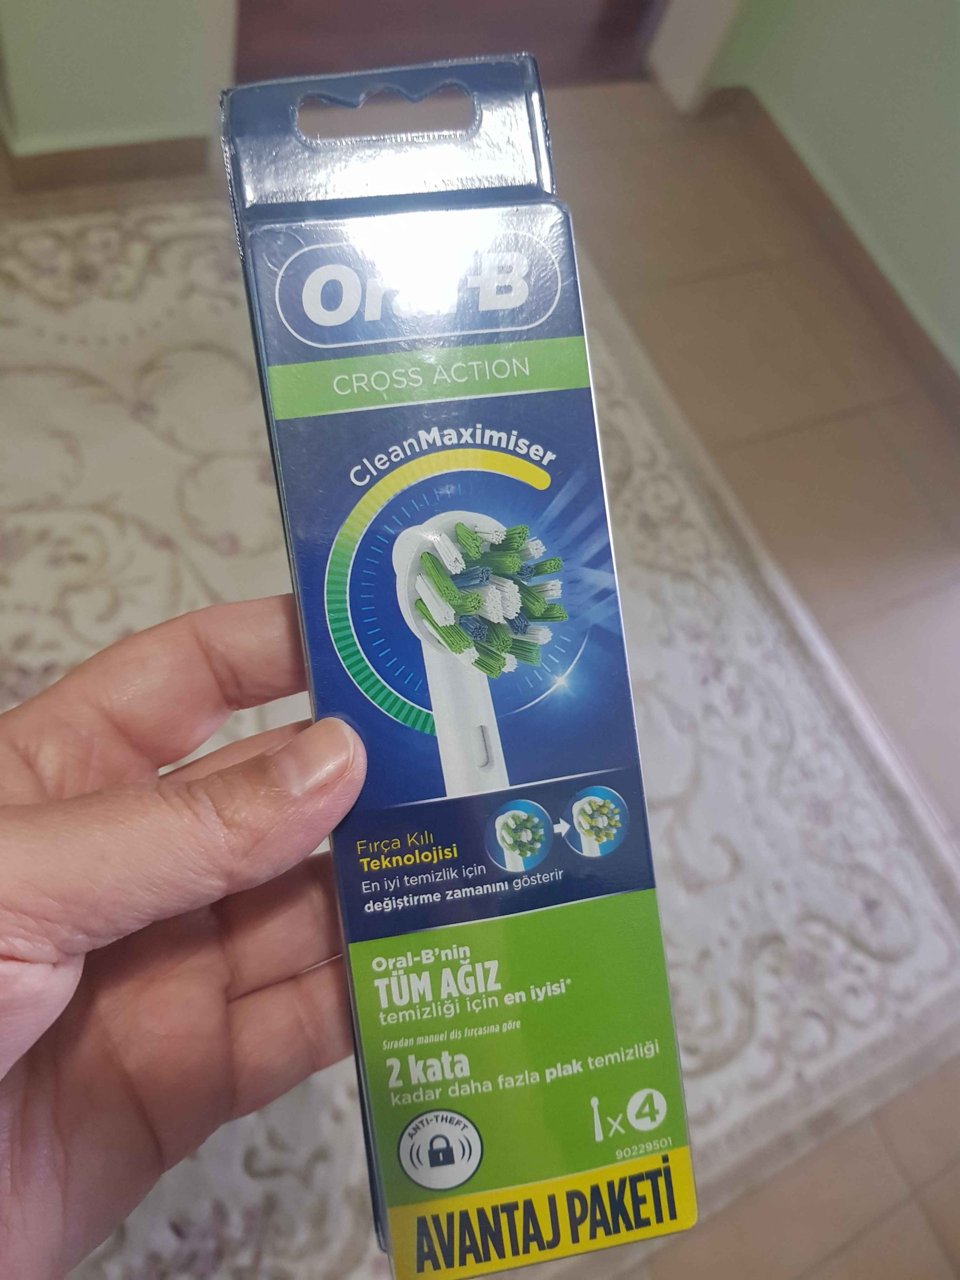 Oral-B
CROSS ACTION
CleanMaximiser
Fırça Kılı
Teknolojisi
En iyi temizlik için
değiştirme zamanını gösterir
Oral-B'nin
TÜM AĞIZ
temizliği için en iyisi*
Sıradan manuel diş fırçasına göre
2 kata
kadar daha fazla plak temizliği
ANTI-THEFT
x 4
90229501
AVANTAJ PAKETİ